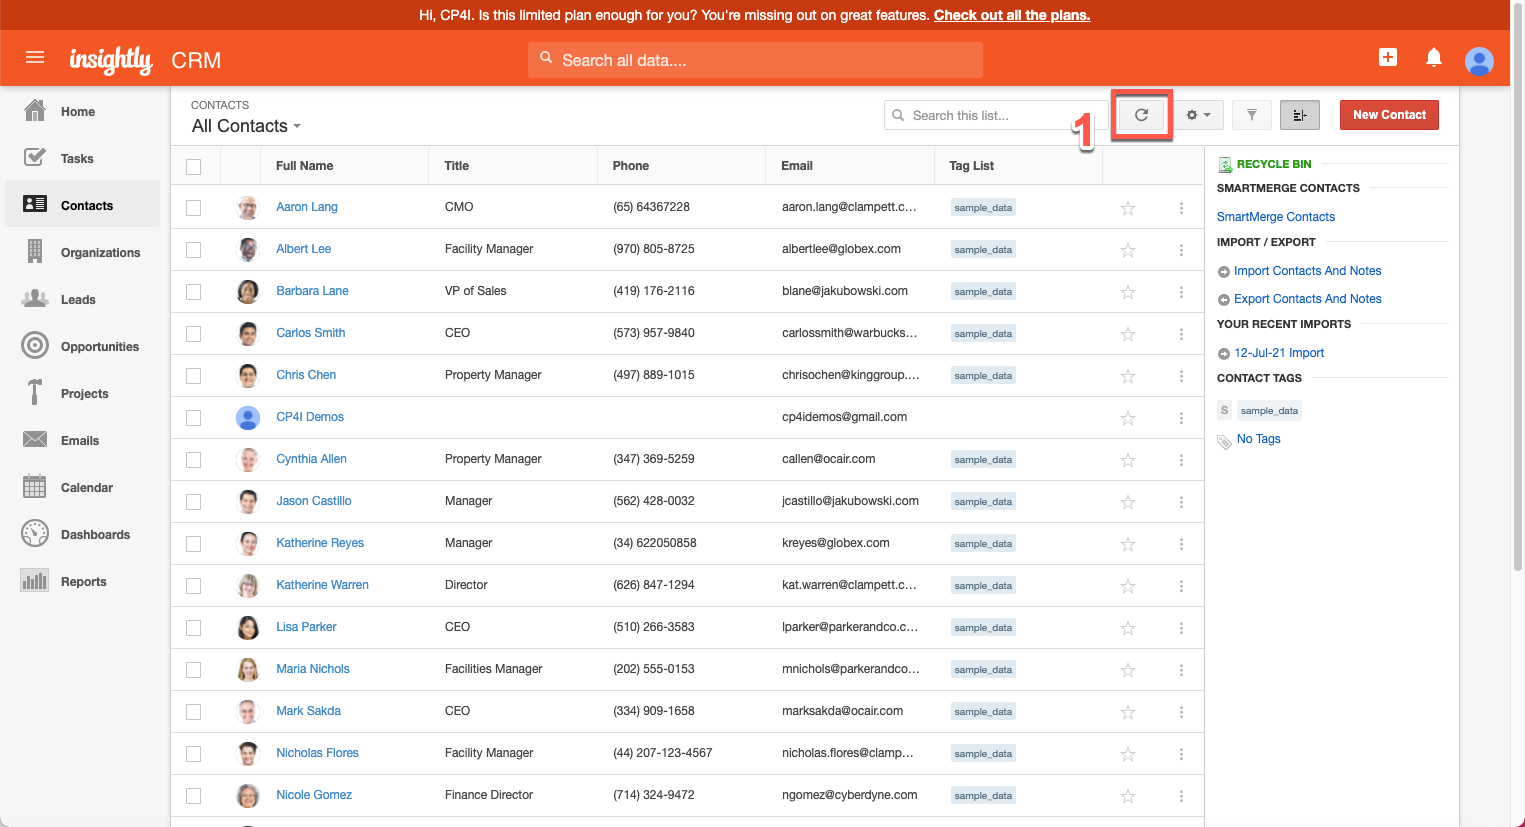 Hi, CP4I. Is this limited plan enough for you? You're missing out on great features. Check out all the plans.
insightly CRM
Search all data....
Home
Tasks
Contacts
Organizations
Leads
Opportunities
Projects
Emails
Calendar
Dashboards
Reports
CONTACTS
All Contacts
Search this list...
1
New Contact
Full Name Title Phone Email Tag List
Aaron Lang CMO (65) 64367228 aaron.lang@clampett.c... sample_data
Albert Lee Facility Manager (970) 805-8725 albertlee@globex.com sample_data
Barbara Lane VP of Sales (419) 176-2116 blane@jakubowski.com sample_data
Carlos Smith CEO (573) 957-9840 carlossmith@warbucks... sample_data
Chris Chen Property Manager (497) 889-1015 chrisochen@kinggroup.... sample_data
CP4I Demos cp4idemos@gmail.com
Cynthia Allen Property Manager (347) 369-5259 callen@ocair.com sample_data
Jason Castillo Manager (562) 428-0032 jcastillo@jakubowski.com sample_data
Katherine Reyes Manager (34) 622050858 kreyes@globex.com sample_data
Katherine Warren Director (626) 847-1294 kat.warren@clampett.c... sample_data
Lisa Parker CEO (510) 266-3583 lparker@parkerandco.c... sample_data
Maria Nichols Facilities Manager (202) 555-0153 mnichols@parkerandco... sample_data
Mark Sakda CEO (334) 909-1658 marksakda@ocair.com sample_data
Nicholas Flores Facility Manager (44) 207-123-4567 nicholas.flores@clamp... sample_data
Nicole Gomez Finance Director (714) 324-9472 ngomez@cyberdyne.com sample_data
RECYCLE BIN
SMARTMERGE CONTACTS
SmartMerge Contacts
IMPORT / EXPORT
Import Contacts And Notes
Export Contacts And Notes
YOUR RECENT IMPORTS
12-Jul-21 Import
CONTACT TAGS
S sample_data
No Tags